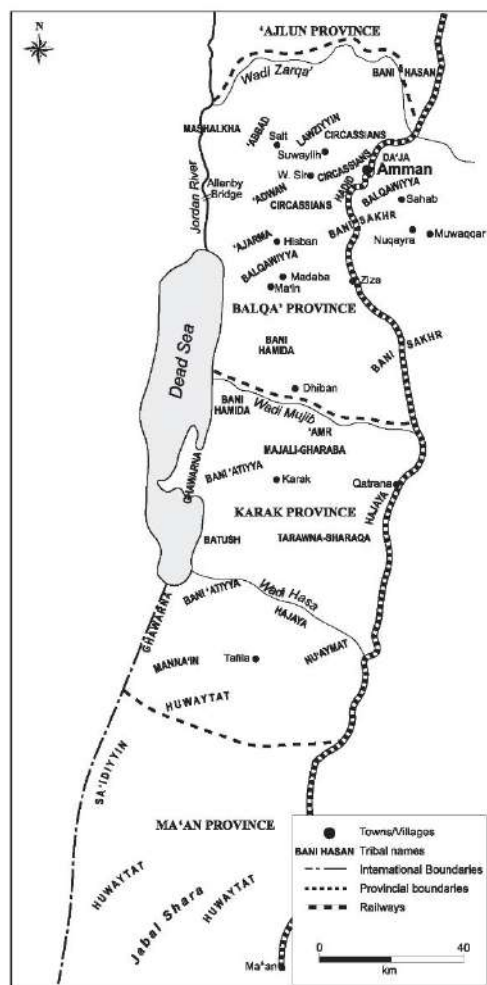 N
'AJLUN PROVINCE
Wadi Zarqa'
BANI HASAN
MASHALKHA
'ABBAD
LAWZIYYIN
CIRCASSIANS
Salt
Suwaylih
CIRCASSIANS
DA'JA
Amman
W. Sir
HADID
Jordan River
Allenby
Bridge
'ADWAN
CIRCASSIANS
BALQAWIYYA
Sahab
BANI SAKHR
Nuqayra
Muwaqqar
'AJARMA
Hisban
BALQAWIYYA
Madaba
Ma'in
Ziza
BALQA' PROVINCE
Dead Sea
BANI
HAMIDA
BANI SAKHR
Dhiban
BANI
HAMIDA
Wadi Mujib
'AMR
MAJALI-GHARABA
GHAWARNA
BANI 'ATIYYA
Karak
Qatrana
HAJAYA
KARAK PROVINCE
BATUSH
TARAWNA-SHARAQA
GHAWARNA
BANI 'ATIYYA
Wadi Hasa
HAJAYA
NU'AYMAT
MANNA'IN
Tafila
HUWAYTAT
SA'IDIYYIN
MA'AN PROVINCE
HUWAYTAT
Jabal Shara
HUWAYTAT
Ma'an
Towns/Villages
BANI HASAN Tribal names
International Boundaries
Provincial boundaries
Railways
0 40
km